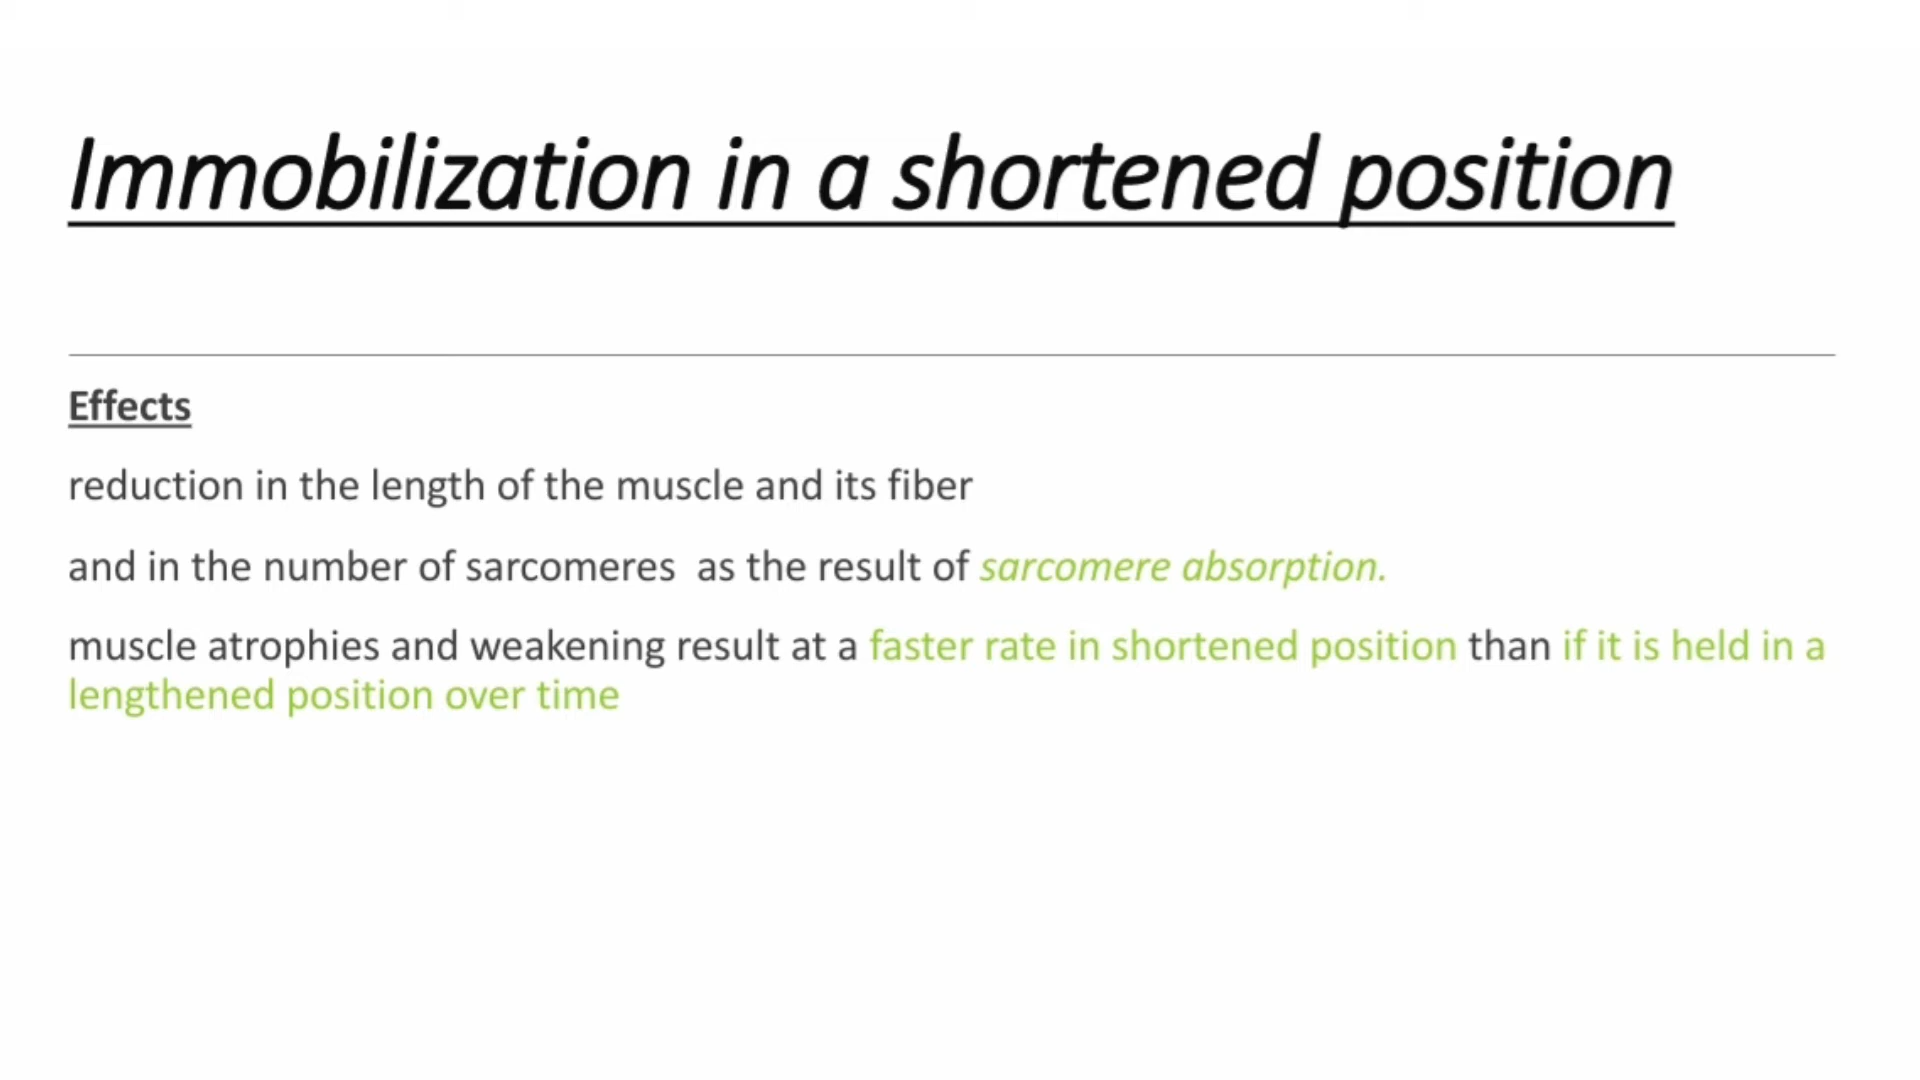 Immobilization in a shortened position
Effects
reduction in the length of the muscle and its fiber
and in the number of sarcomeres  as the result of sarcomere absorption.
muscle atrophies and weakening result at a faster rate in shortened position than if it is held in a
lengthened position over time